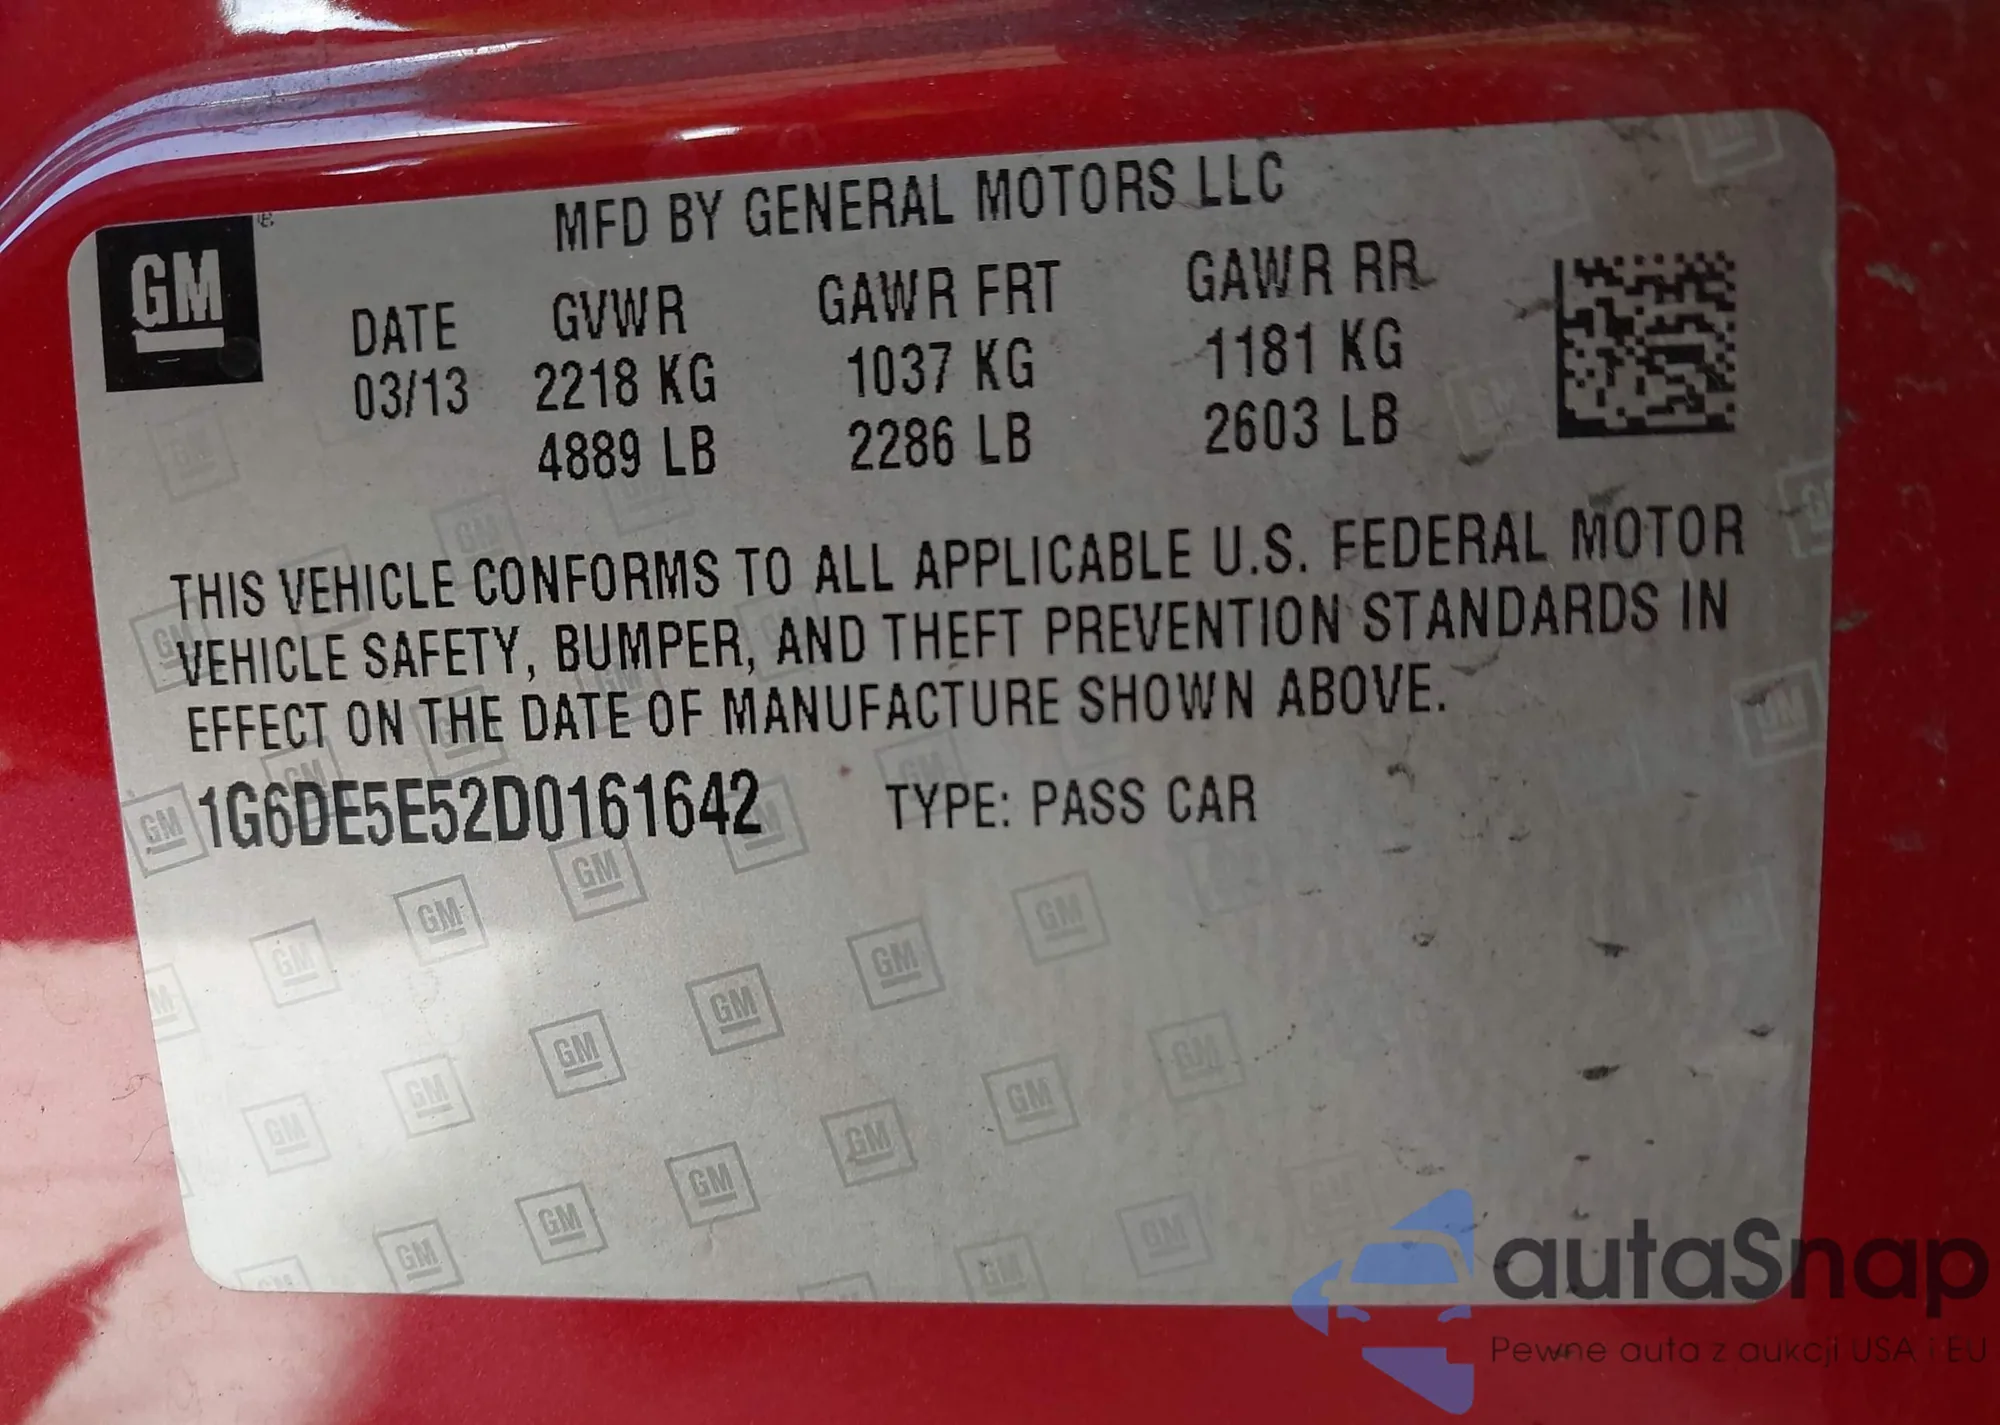 MFD BY GENERAL MOTORS LLC
GM
DATE GVWR GAWR FRT GAWR RR
03/13 2218 KG 1037 KG 1181 KG
4889 LB 2286 LB 2603 LB
THIS VEHICLE CONFORMS TO ALL APPLICABLE U.S. FEDERAL MOTOR
VEHICLE SAFETY, BUMPER, AND THEFT PREVENTION STANDARDS IN
EFFECT ON THE DATE OF MANUFACTURE SHOWN ABOVE.
1G6DE5E52D0161642 TYPE: PASS CAR
autaSnap
Pewne auta z aukcji USA i EU